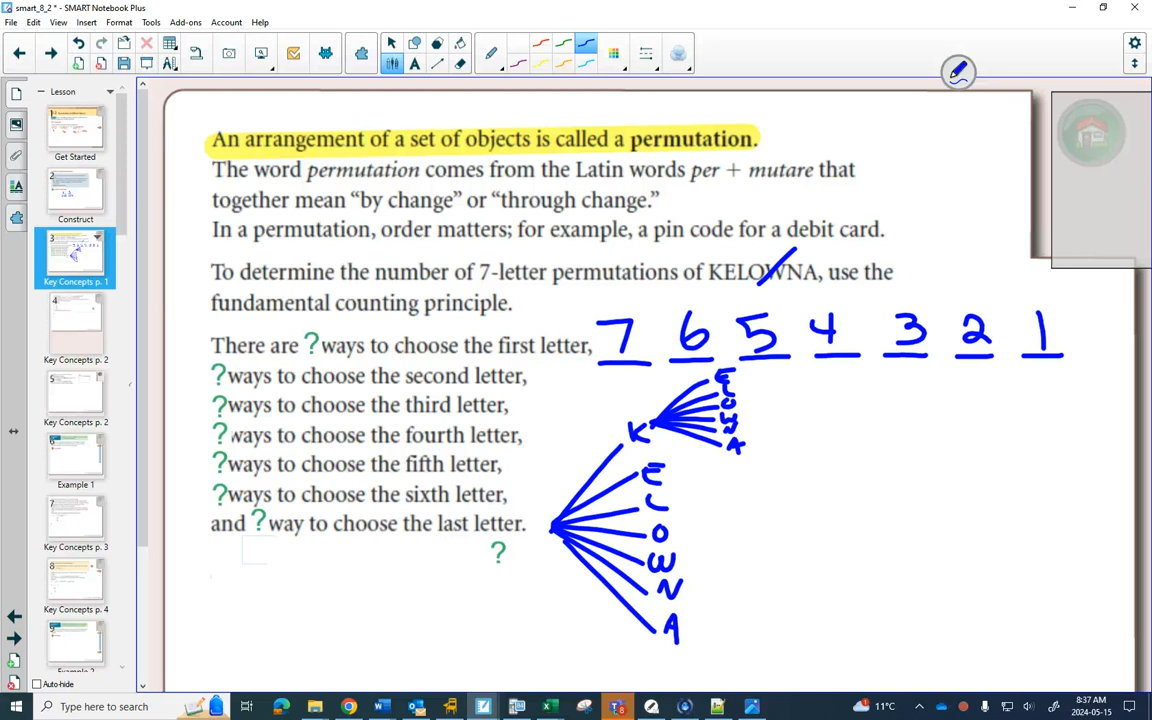 smart_8_2 * - SMART Notebook Plus
File Edit View Insert Format Tools Add-ons Account Help
Lesson
Get Started
Construct
Key Concepts p. 1
Key Concepts p. 2
Key Concepts p. 2
Example 1
Key Concepts p. 4
Auto-hide
An arrangement of a set of objects is called a permutation.
The word permutation comes from the Latin words per + mutare that
together mean “by change” or “through change.”
In a permutation, order matters; for example, a pin code for a debit card.
To determine the number of 7-letter permutations of KELOWNA, use the
fundamental counting principle.
There are ? ways to choose the first letter,
7 6 5 4 3 2 1
? ways to choose the second letter,
? ways to choose the third letter,
? ways to choose the fourth letter,
? ways to choose the fifth letter,
? ways to choose the sixth letter,
and ? way to choose the last letter.
?
K
E
L
O
W
N
A
E
L
O
W
N
A
Type here to search
11°C
8:37 AM
2024-05-15